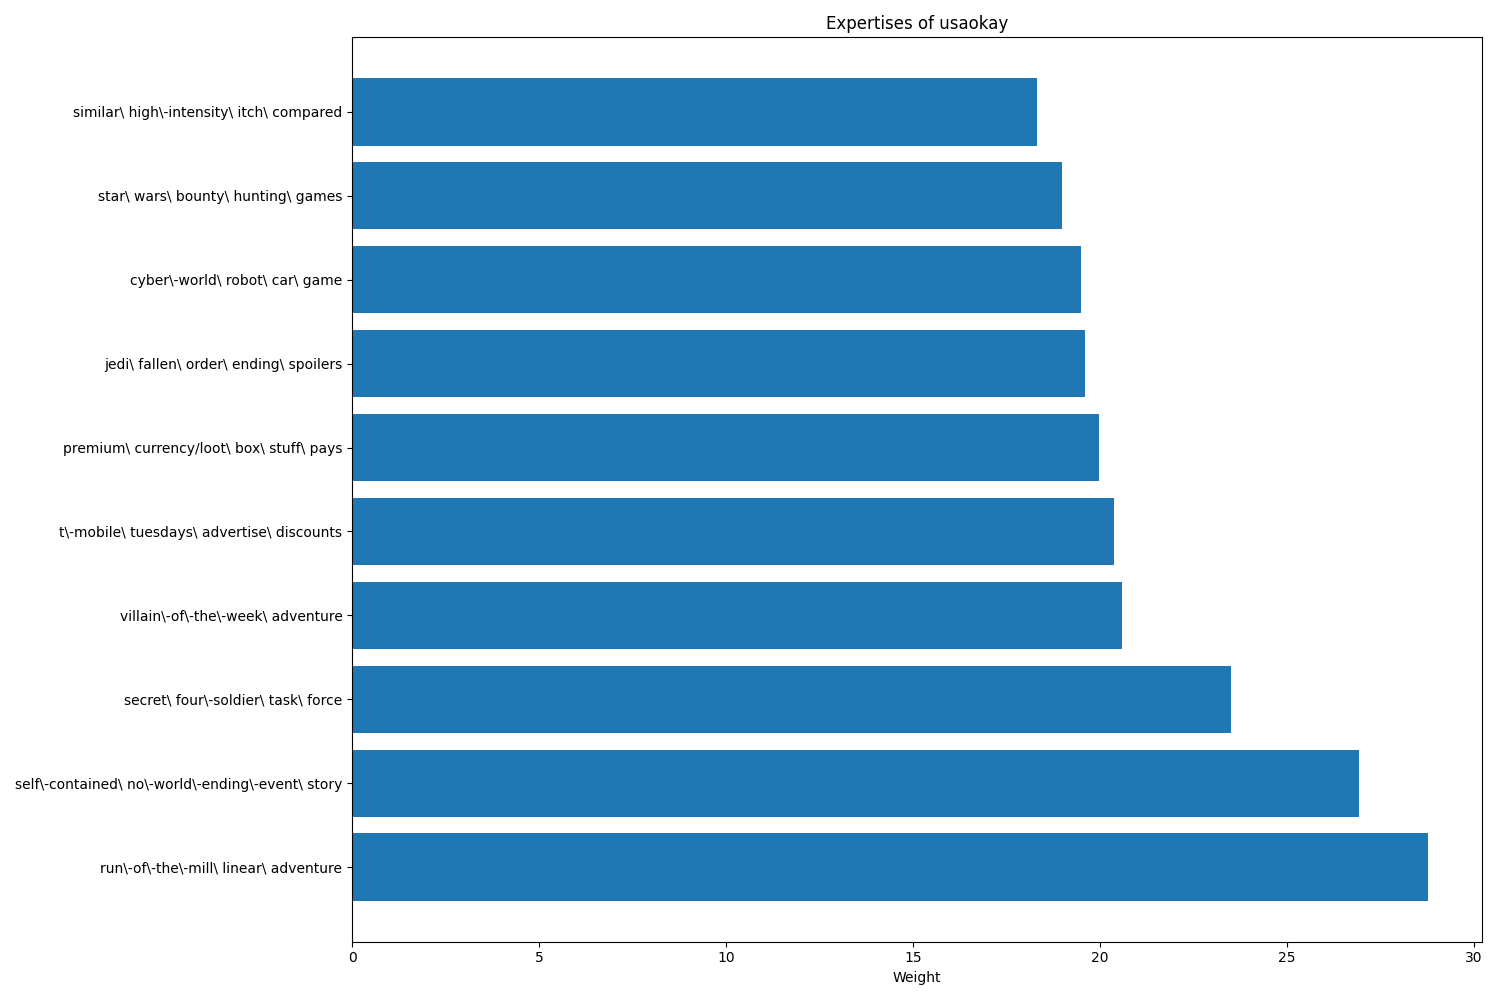 Expertises of usaokay
similar\ high\-intensity\ itch\ compared
star\ wars\ bounty\ hunting\ games
cyber\-world\ robot\ car\ game
jedi\ fallen\ order\ ending\ spoilers
premium\ currency/loot\ box\ stuff\ pays
t\-mobile\ tuesdays\ advertise\ discounts
villain\-of\-the\-week\ adventure
secret\ four\-soldier\ task\ force
self\-contained\ no\-world\-ending\-event\ story
run\-of\-the\-mill\ linear\ adventure
0 5 10 15 20 25 30
Weight